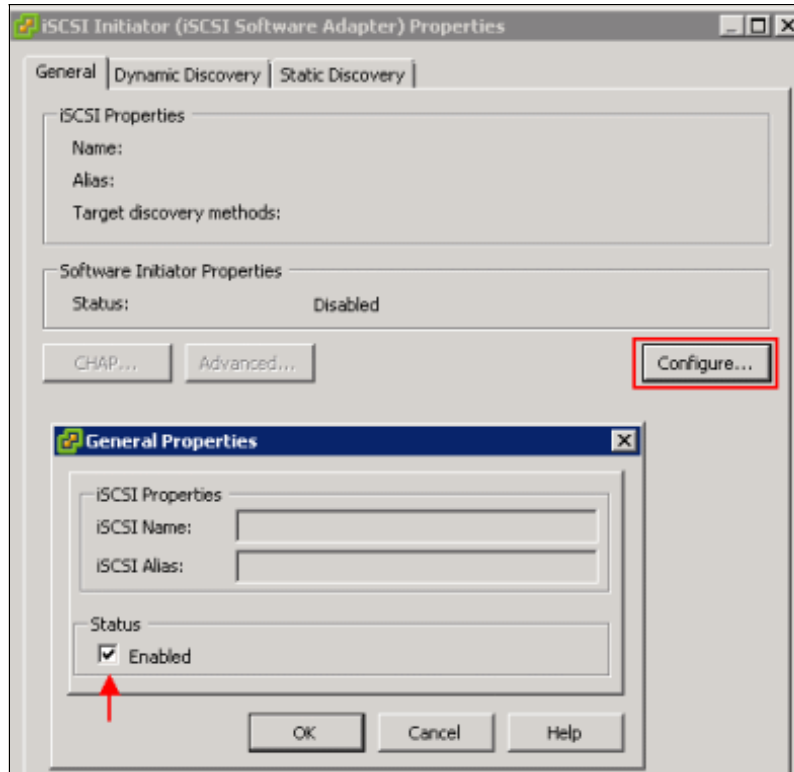 iSCSI Initiator (iSCSI Software Adapter) Properties
General Dynamic Discovery Static Discovery
iSCSI Properties
Name:
Alias:
Target discovery methods:
Software Initiator Properties
Status: Disabled
CHAP... Advanced... Configure...
General Properties
iSCSI Properties
iSCSI Name:
iSCSI Alias:
Status
Enabled
OK Cancel Help